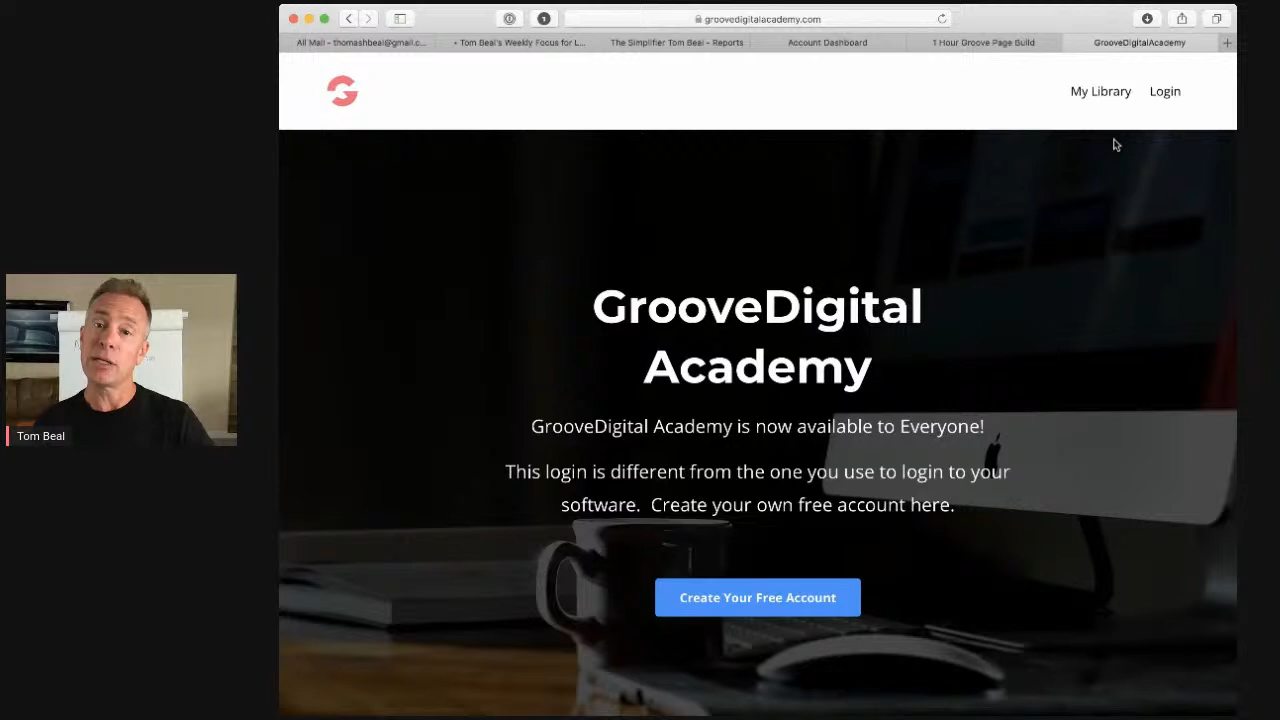 groovedigitalacademy.com
All Mail - thomashbeal@gmail.c...
• Tom Beal's Weekly Focus for L...
The Simplifier Tom Beal - Reports
Account Dashboard
1 Hour Groove Page Build
GrooveDigitalAcademy
My Library
Login
GrooveDigital
Academy
GrooveDigital Academy is now available to Everyone!
This login is different from the one you use to login to your
software. Create your own free account here.
Create Your Free Account
Tom Beal